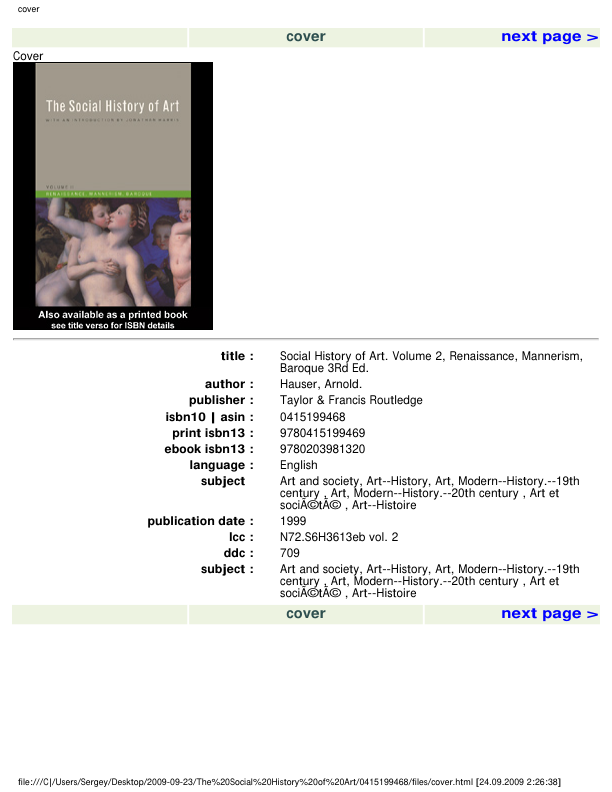 cover
cover
next page >
Cover
The Social History of Art
WITH AN INTRODUCTION BY JONATHAN HARRIS
VOLUME II
RENAISSANCE, MANNERISM, BAROQUE
Also available as a printed book
see title verso for ISBN details
title :
Social History of Art. Volume 2, Renaissance, Mannerism,
Baroque 3Rd Ed.
author :
Hauser, Arnold.
publisher :
Taylor & Francis Routledge
isbn10 | asin :
0415199468
print isbn13 :
9780415199469
ebook isbn13 :
9780203981320
language :
English
subject
Art and society, Art--History, Art, Modern--History.--19th
century , Art, Modern--History.--20th century , Art et
sociÃ©tÃ© , Art--Histoire
publication date :
1999
lcc :
N72.S6H3613eb vol. 2
ddc :
709
subject :
Art and society, Art--History, Art, Modern--History.--19th
century , Art, Modern--History.--20th century , Art et
sociÃ©tÃ© , Art--Histoire
cover
next page >
file:///C|/Users/Sergey/Desktop/2009-09-23/The%20Social%20History%20of%20Art/0415199468/files/cover.html [24.09.2009 2:26:38]